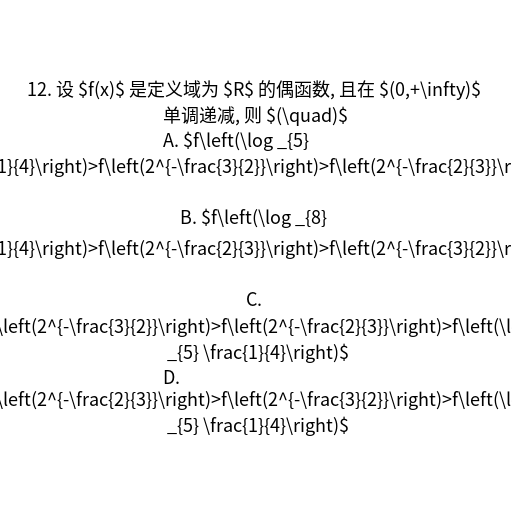 12. 设 $f(x)$ 是定义域为 $R$ 的偶函数, 且在 $(0,+\infty)$
单调递减, 则 $(\quad)$
A. $f\left(\log _{5}
1}{4}\right)>f\left(2^{-\frac{3}{2}}\right)>f\left(2^{-\frac{2}{3}}\r
B. $f\left(\log _{8}
1}{4}\right)>f\left(2^{-\frac{2}{3}}\right)>f\left(2^{-\frac{3}{2}}\r
C.
\left(2^{-\frac{3}{2}}\right)>f\left(2^{-\frac{2}{3}}\right)>f\left(\l
_{5} \frac{1}{4}\right)$
D.
\left(2^{-\frac{2}{3}}\right)>f\left(2^{-\frac{3}{2}}\right)>f\left(\l
_{5} \frac{1}{4}\right)$